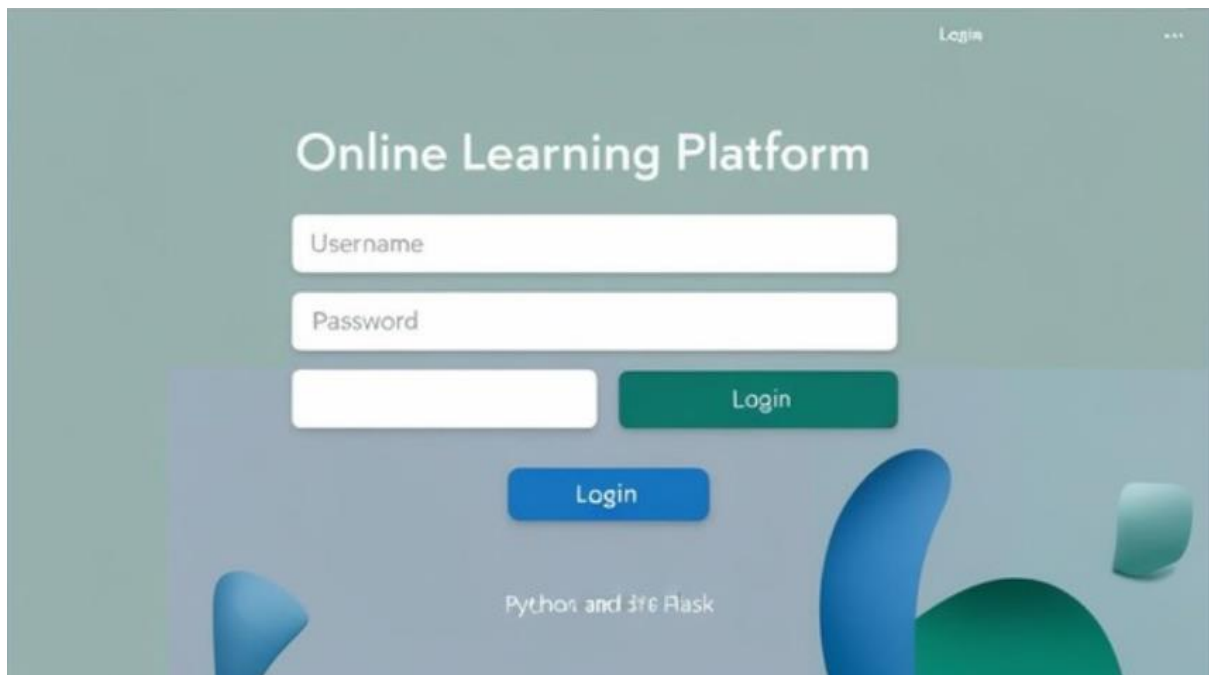 Login ...
Online Learning Platform
Username
Password
Login
Login
Python and Flask